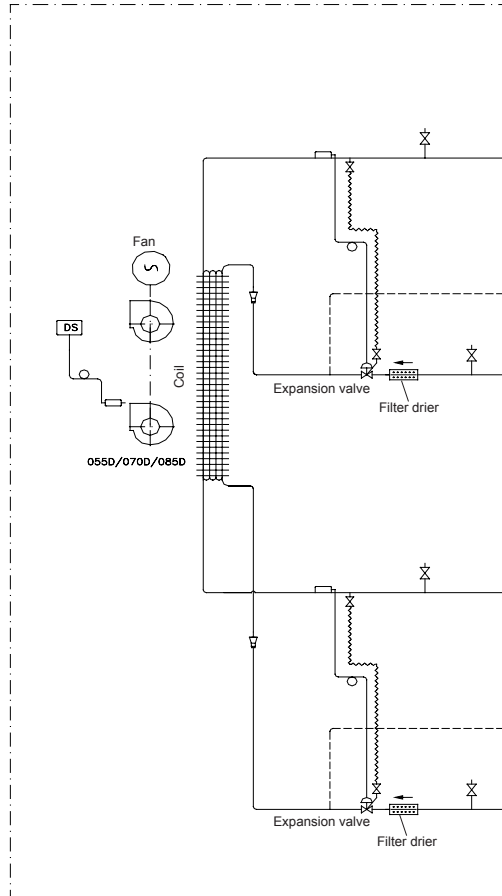 Fan
S
DS
Coil
Expansion valve
Filter drier
055D/070D/085D
Expansion valve
Filter drier